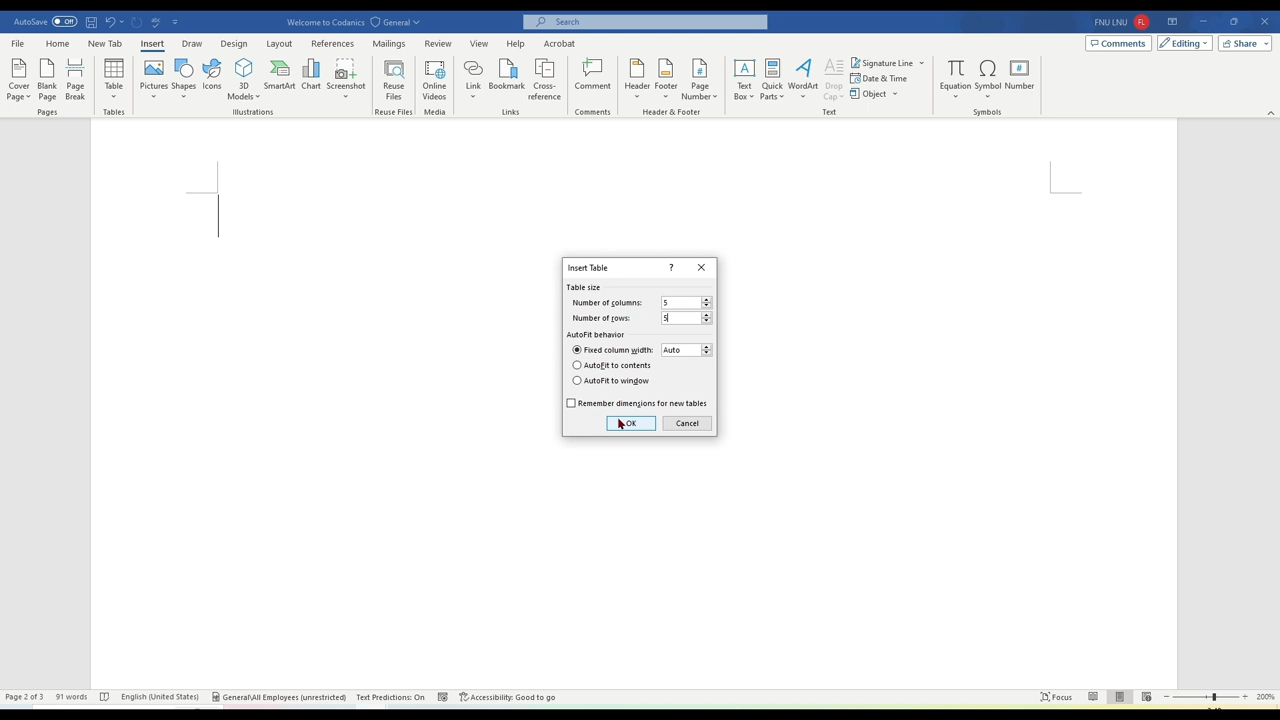 AutoSave Off Welcome to Codanics General Search FNU LNU FL
File Home New Tab Insert Draw Design Layout References Mailings Review View Help Acrobat Comments Editing Share
Cover Page Blank Page Page Break Table Pictures Shapes Icons 3D Models SmartArt Chart Screenshot Reuse Files Online Videos Link Bookmark Cross-reference Comment Header Footer Page Number Text Box Quick Parts WordArt Drop Cap Signature Line Date & Time Object Equation Symbol Number
Pages Tables Illustrations Reuse Files Media Links Comments Header & Footer Text Symbols
Insert Table ?
Table size
Number of columns: 5
Number of rows: 5
AutoFit behavior
Fixed column width: Auto
AutoFit to contents
AutoFit to window
Remember dimensions for new tables
OK Cancel
Page 2 of 3 91 words English (United States) General\All Employees (unrestricted) Text Predictions: On Accessibility: Good to go Focus 200%